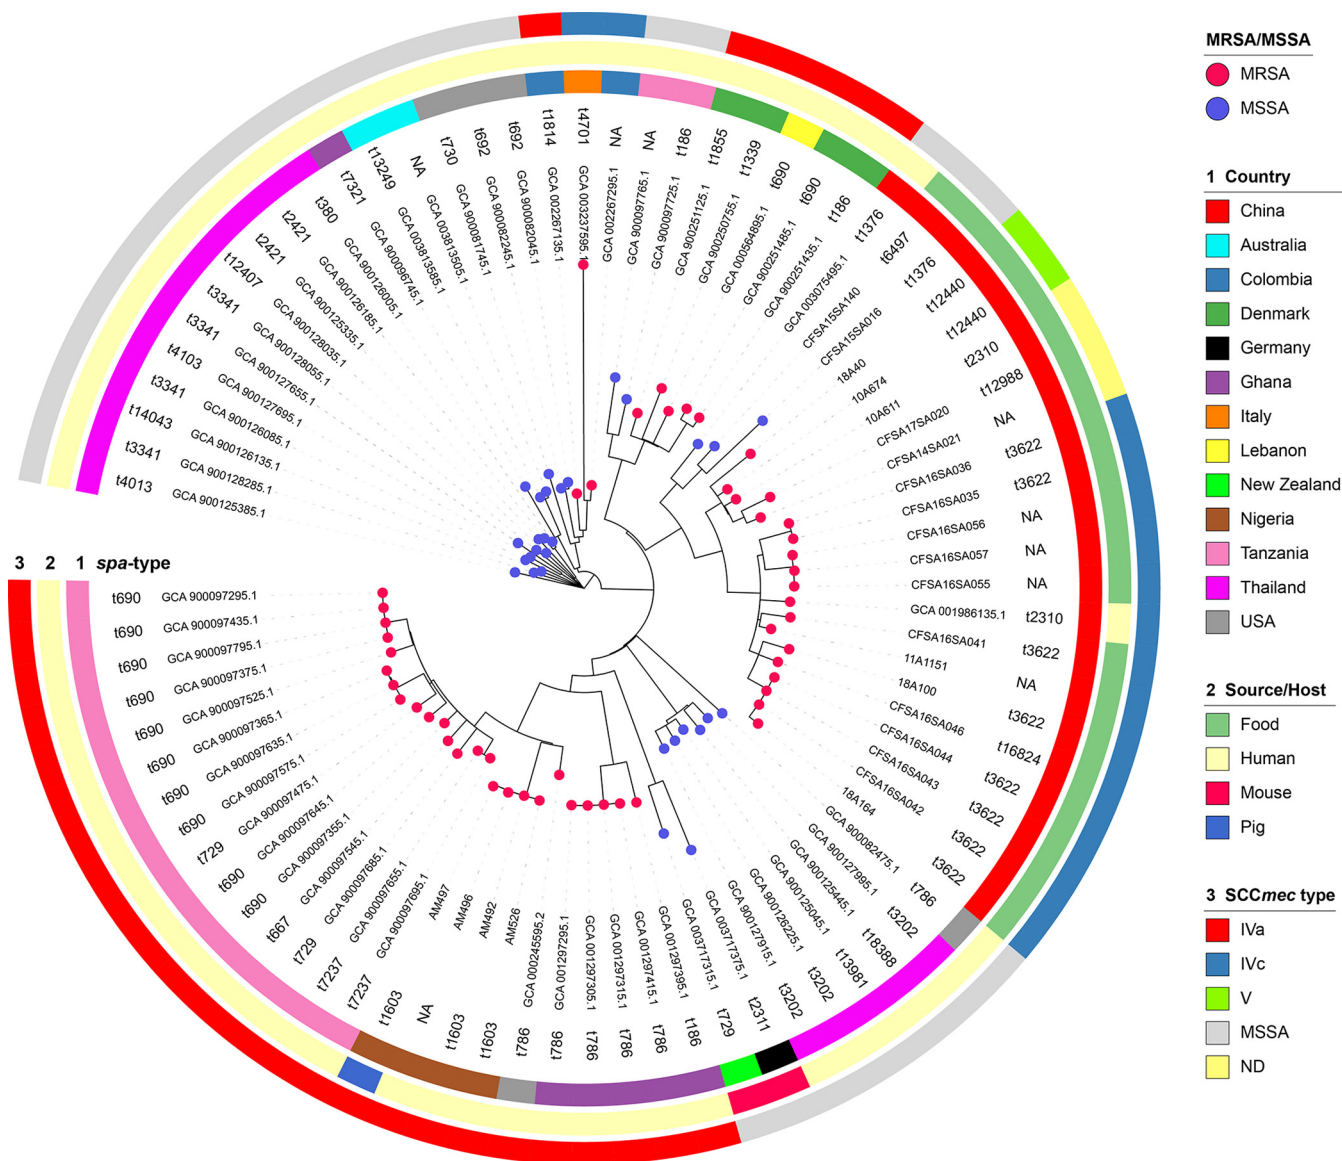 MRSA/MSSA
MRSA
MSSA
1 Country
China
Australia
Colombia
Denmark
Germany
Ghana
Italy
Lebanon
New Zealand
Nigeria
Tanzania
Thailand
USA
2 Source/Host
Food
Human
Mouse
Pig
3 SCCmec type
IVa
IVc
V
MSSA
ND
3 2 1 spa-type
t690 GCA 900097295.1
t690 GCA 900097435.1
t690 GCA 900097795.1
t690 GCA 900097375.1
t690 GCA 900097525.1
t690 GCA 900097365.1
t690 GCA 900097635.1
t690 GCA 900097575.1
t729 GCA 900097475.1
t690 GCA 900097645.1
t690 GCA 900097355.1
t667 GCA 900097545.1
t729 GCA 900097685.1
t7237 GCA 900097655.1
t7237 GCA 900097695.1
t1603 AM497
NA AM496
t1603 AM492
t1603 AM526
t786 GCA 000245595.2
t786 GCA 001297295.1
t786 GCA 001297305.1
t786 GCA 001297315.1
t786 GCA 001297415.1
t186 GCA 001297395.1
t729 GCA 003717315.1
t2311 GCA 003717375.1
t3202 GCA 900127915.1
t3202 GCA 900126225.1
t13981 GCA 900125045.1
t18388 GCA 900125445.1
t3202 GCA 900127995.1
t786 GCA 900082475.1
t3622 18A164
t3622 CFSA16SA042
t3622 CFSA16SA043
t3622 CFSA16SA044
t16824 CFSA16SA046
t3622 18A100
NA 11A1151
t3622 CFSA16SA041
t2310 GCA 001986135.1
NA CFSA16SA055
NA CFSA16SA057
NA CFSA16SA056
t3622 CFSA16SA035
t3622 CFSA16SA036
NA CFSA14SA021
t12988 CFSA17SA020
t2310 10A611
t12440 10A674
t12440 18A40
t1376 CFSA15SA016
t6497 CFSA15SA140
t1376 GCA 003075495.1
t186 GCA 900251435.1
t690 GCA 900251485.1
t690 GCA 000564895.1
t1339 GCA 900250755.1
t1855 GCA 900251125.1
t186 GCA 900097725.1
NA GCA 900097765.1
NA GCA 002267295.1
t4701 GCA 003237595.1
t1814 GCA 002267135.1
t692 GCA 900082045.1
t692 GCA 900082245.1
t730 GCA 900081745.1
NA GCA 003813505.1
t13249 GCA 003813585.1
t7321 GCA 900096745.1
t380 GCA 900126005.1
t2421 GCA 900126185.1
t2421 GCA 900125335.1
t12407 GCA 900128035.1
t3341 GCA 900128055.1
t3341 GCA 900127655.1
t4103 GCA 900127695.1
t3341 GCA 900126085.1
t14043 GCA 900126135.1
t3341 GCA 900128285.1
t4013 GCA 900125385.1